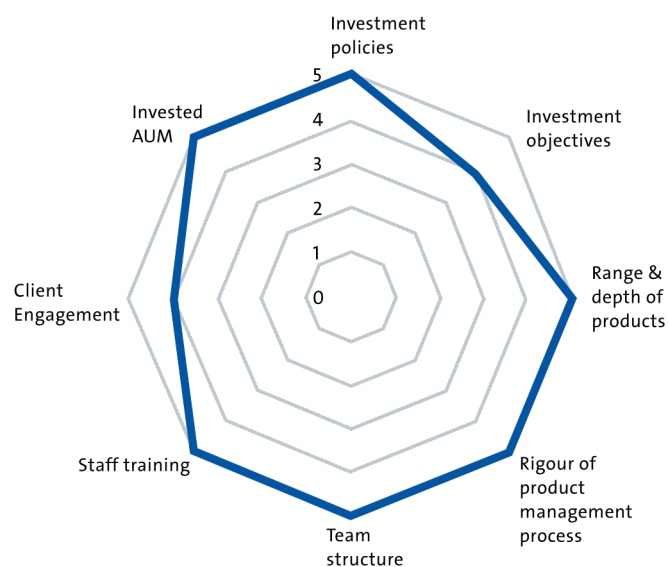 Investment
policies
5
Invested
AUM
4
Investment
objectives
3
2
1
Client
Engagement
0
Range &
depth of
products
Staff training
Rigour of
product
management
process
Team
structure